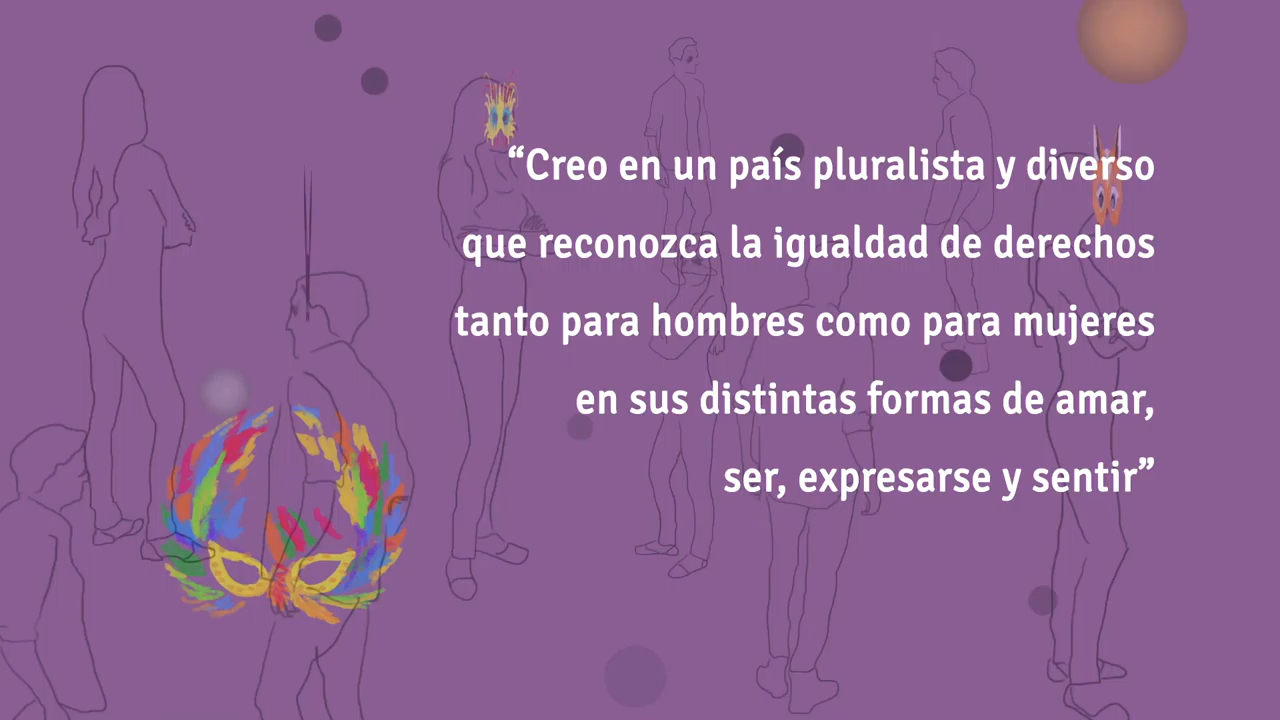 “Creo en un país pluralista y diverso
que reconozca la igualdad de derechos
tanto para hombres como para mujeres
en sus distintas formas de amar,
ser, expresarse y sentir”